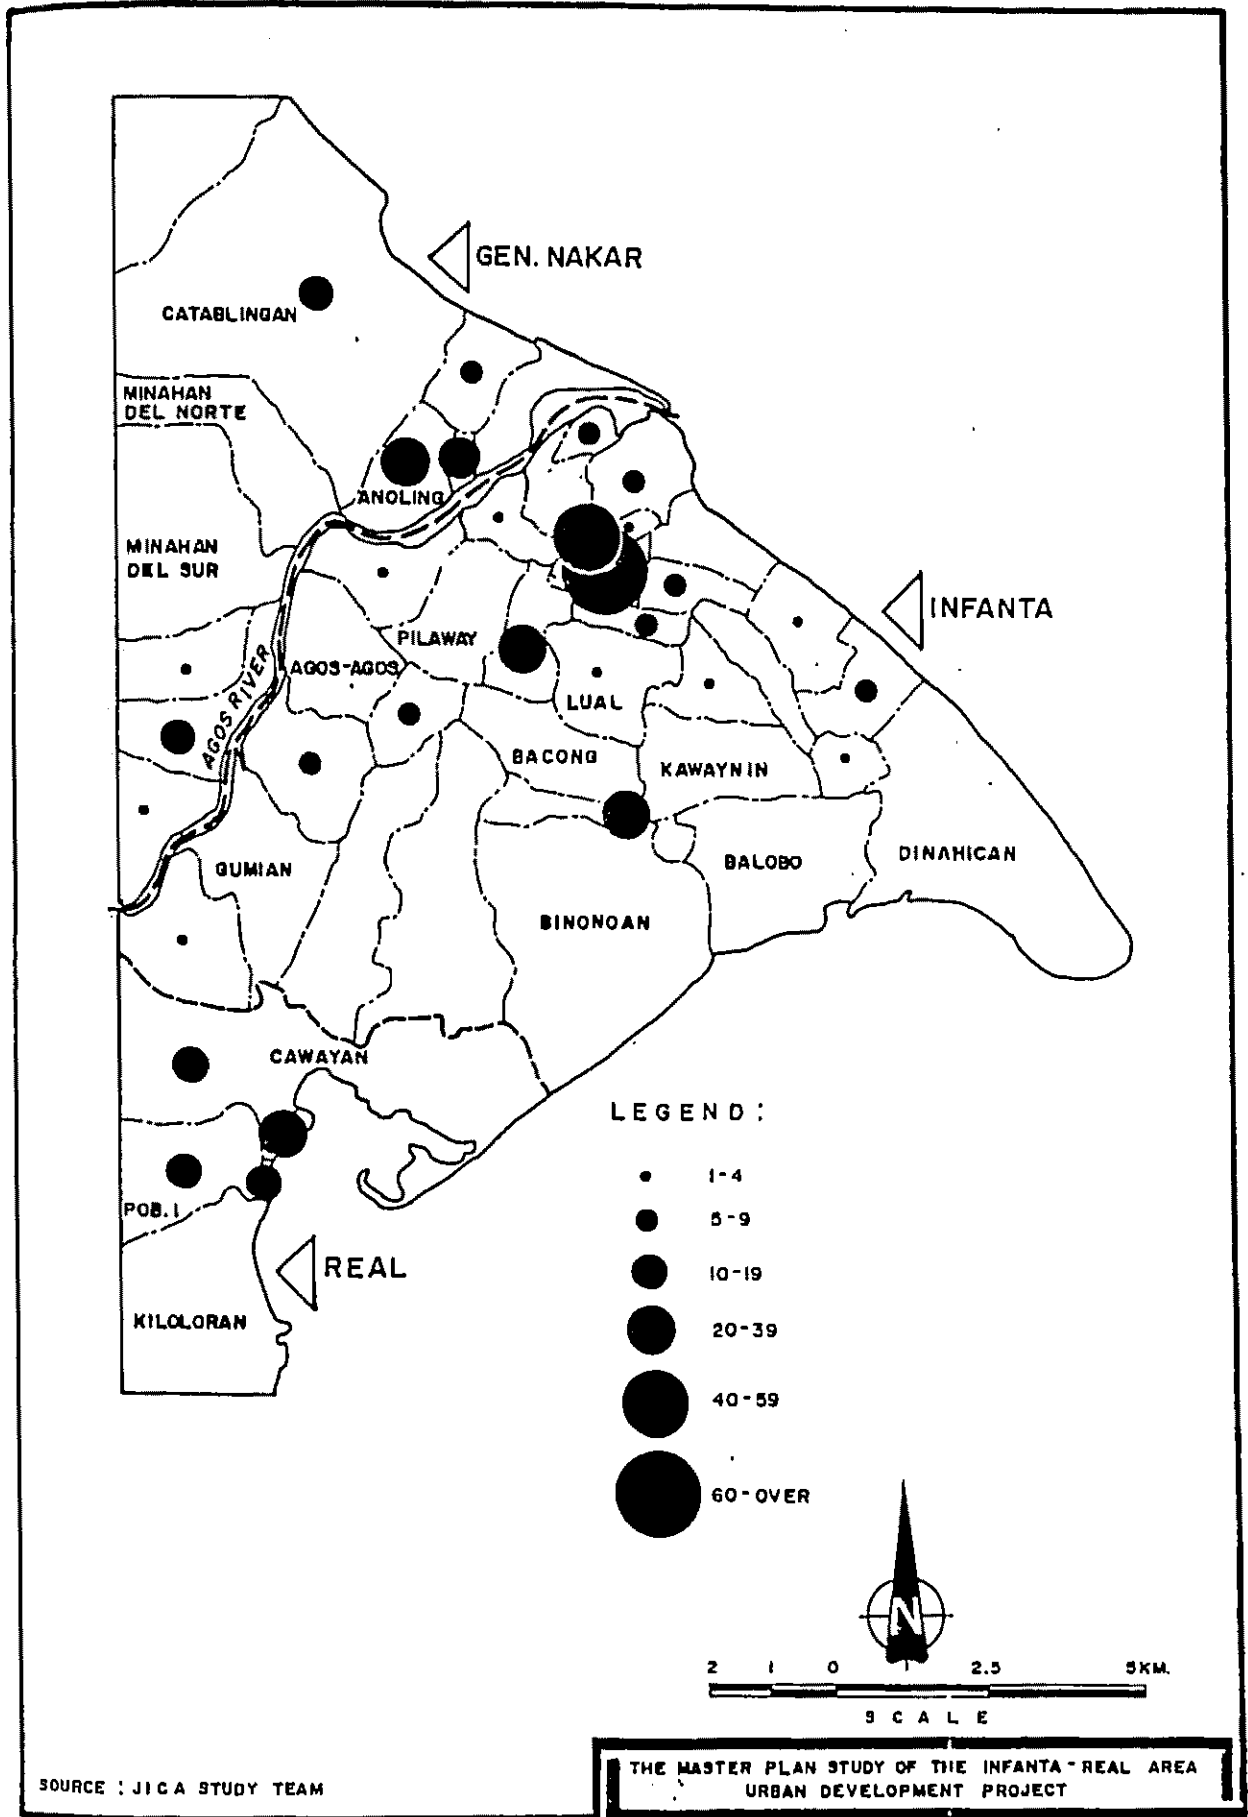 GEN. NAKAR
CATABLINGAN
MINAHAN
DEL NORTE
ANOLING
MINAHAN
DEL SUR
INFANTA
PILAWAY
AGOS-AGOS
AGOS RIVER
LUAL
BACONG
KAWAYNIN
GUMIAN
BALOBO
DINAHICAN
BINONOAN
CAWAYAN
LEGEND:
1-4
POB. I
5-9
REAL
10-19
KILOLORAN
20-39
40-59
60-OVER
N
2 1 0 2.5 5KM.
SCALE
THE MASTER PLAN STUDY OF THE INFANTA-REAL AREA
URBAN DEVELOPMENT PROJECT
SOURCE : JICA STUDY TEAM